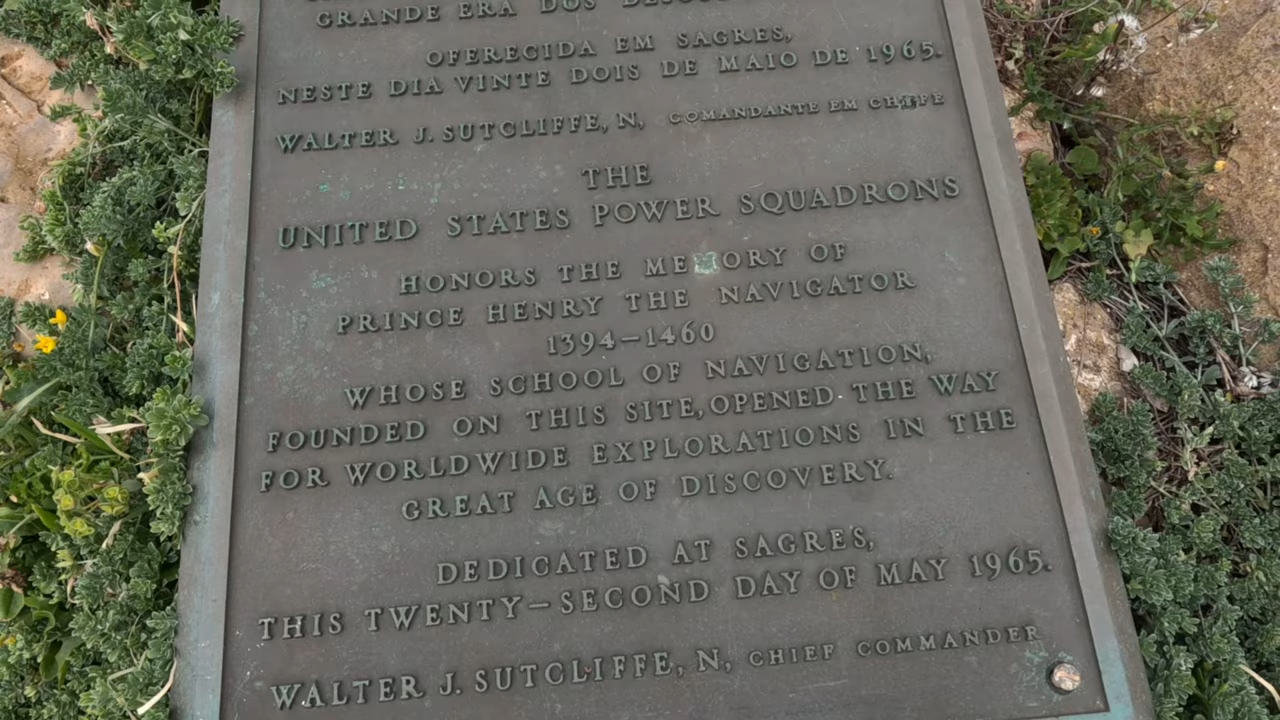 GRANDE ERA DOS
OFERECIDA EM SAGRES,
NESTE DIA VINTE DOIS DE MAIO DE 1965.
WALTER J. SUTCLIFFE, N, COMANDANTE EM CHEFE
THE
UNITED STATES POWER SQUADRONS
HONORS THE MEMORY OF
PRINCE HENRY THE NAVIGATOR
1394–1460
WHOSE SCHOOL OF NAVIGATION,
FOUNDED ON THIS SITE, OPENED THE WAY
FOR WORLDWIDE EXPLORATIONS IN THE
GREAT AGE OF DISCOVERY.
DEDICATED AT SAGRES,
THIS TWENTY–SECOND DAY OF MAY 1965.
WALTER J. SUTCLIFFE, N, CHIEF COMMANDER